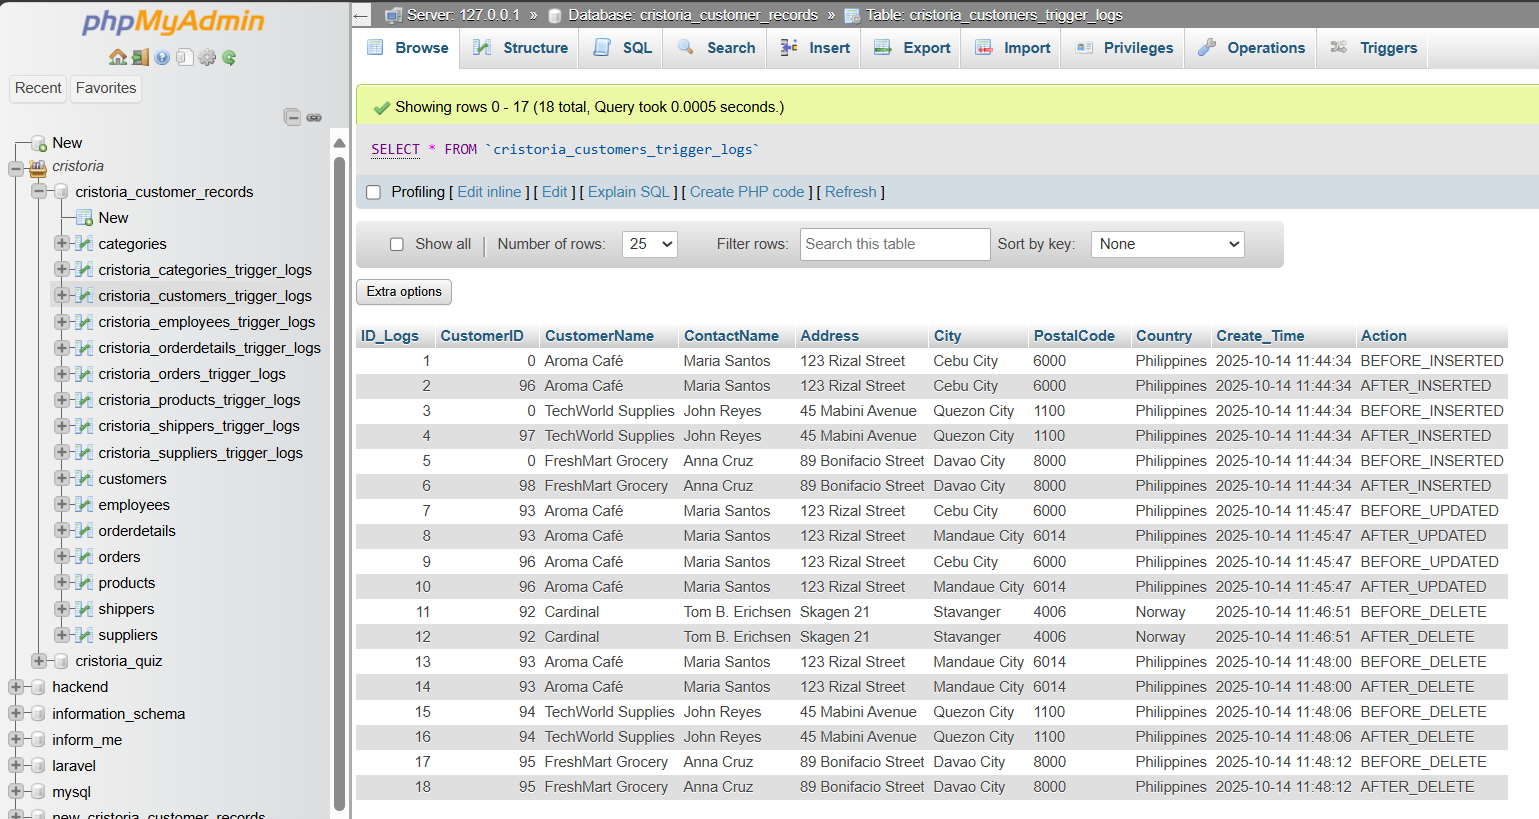 phpMyAdmin
Recent Favorites
New
cristoria
cristoria_customer_records
New
categories
cristoria_categories_trigger_logs
cristoria_customers_trigger_logs
cristoria_employees_trigger_logs
cristoria_orderdetails_trigger_logs
cristoria_orders_trigger_logs
cristoria_products_trigger_logs
cristoria_shippers_trigger_logs
cristoria_suppliers_trigger_logs
customers
employees
orderdetails
orders
products
shippers
suppliers
cristoria_quiz
hackend
information_schema
inform_me
laravel
mysql
new_cristoria_customer_records
Server: 127.0.0.1 » Database: cristoria_customer_records » Table: cristoria_customers_trigger_logs
Browse Structure SQL Search Insert Export Import Privileges Operations Triggers
Showing rows 0 - 17 (18 total, Query took 0.0005 seconds.)
SELECT * FROM `cristoria_customers_trigger_logs`
Profiling [ Edit inline ] [ Edit ] [ Explain SQL ] [ Create PHP code ] [ Refresh ]
Show all | Number of rows: 25 Filter rows: Search this table Sort by key: None
Extra options
ID_Logs CustomerID CustomerName ContactName Address City PostalCode Country Create_Time Action
1 0 Aroma Café Maria Santos 123 Rizal Street Cebu City 6000 Philippines 2025-10-14 11:44:34 BEFORE_INSERTED
2 96 Aroma Café Maria Santos 123 Rizal Street Cebu City 6000 Philippines 2025-10-14 11:44:34 AFTER_INSERTED
3 0 TechWorld Supplies John Reyes 45 Mabini Avenue Quezon City 1100 Philippines 2025-10-14 11:44:34 BEFORE_INSERTED
4 97 TechWorld Supplies John Reyes 45 Mabini Avenue Quezon City 1100 Philippines 2025-10-14 11:44:34 AFTER_INSERTED
5 0 FreshMart Grocery Anna Cruz 89 Bonifacio Street Davao City 8000 Philippines 2025-10-14 11:44:34 BEFORE_INSERTED
6 98 FreshMart Grocery Anna Cruz 89 Bonifacio Street Davao City 8000 Philippines 2025-10-14 11:44:34 AFTER_INSERTED
7 93 Aroma Café Maria Santos 123 Rizal Street Cebu City 6000 Philippines 2025-10-14 11:45:47 BEFORE_UPDATED
8 93 Aroma Café Maria Santos 123 Rizal Street Mandaue City 6014 Philippines 2025-10-14 11:45:47 AFTER_UPDATED
9 96 Aroma Café Maria Santos 123 Rizal Street Cebu City 6000 Philippines 2025-10-14 11:45:47 BEFORE_UPDATED
10 96 Aroma Café Maria Santos 123 Rizal Street Mandaue City 6014 Philippines 2025-10-14 11:45:47 AFTER_UPDATED
11 92 Cardinal Tom B. Erichsen Skagen 21 Stavanger 4006 Norway 2025-10-14 11:46:51 BEFORE_DELETE
12 92 Cardinal Tom B. Erichsen Skagen 21 Stavanger 4006 Norway 2025-10-14 11:46:51 AFTER_DELETE
13 93 Aroma Café Maria Santos 123 Rizal Street Mandaue City 6014 Philippines 2025-10-14 11:48:00 BEFORE_DELETE
14 93 Aroma Café Maria Santos 123 Rizal Street Mandaue City 6014 Philippines 2025-10-14 11:48:00 AFTER_DELETE
15 94 TechWorld Supplies John Reyes 45 Mabini Avenue Quezon City 1100 Philippines 2025-10-14 11:48:06 BEFORE_DELETE
16 94 TechWorld Supplies John Reyes 45 Mabini Avenue Quezon City 1100 Philippines 2025-10-14 11:48:06 AFTER_DELETE
17 95 FreshMart Grocery Anna Cruz 89 Bonifacio Street Davao City 8000 Philippines 2025-10-14 11:48:12 BEFORE_DELETE
18 95 FreshMart Grocery Anna Cruz 89 Bonifacio Street Davao City 8000 Philippines 2025-10-14 11:48:12 AFTER_DELETE